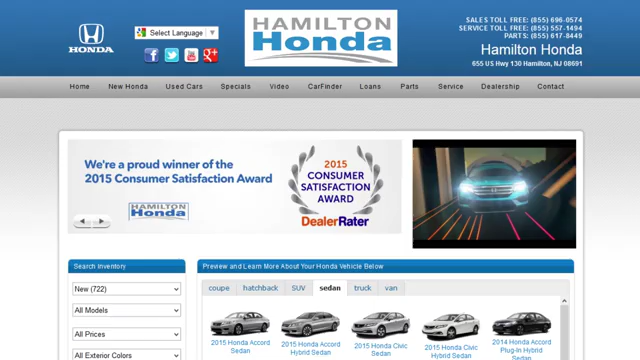 HONDA
Select Language ▼
HAMILTON
Honda
SALES TOLL FREE: (855) 696-0574
SERVICE TOLL FREE: (855) 557-1494
PARTS: (855) 617-8449
Hamilton Honda
655 US Hwy 130 Hamilton, NJ 08691
Home New Honda Used Cars Specials Video CarFinder Loans Parts Service Dealership Contact
We're a proud winner of the
2015 Consumer Satisfaction Award
HAMILTON
Honda
2015
CONSUMER
SATISFACTION
AWARD
DealerRater
Search Inventory
New (722)
All Models
All Prices
All Exterior Colors
Preview and Learn More About Your Honda Vehicle Below
coupe hatchback SUV sedan truck van
2015 Honda Accord Sedan
2015 Honda Accord Hybrid Sedan
2015 Honda Civic Sedan
2015 Honda Civic Hybrid Sedan
2014 Honda Accord Plug-In Hybrid